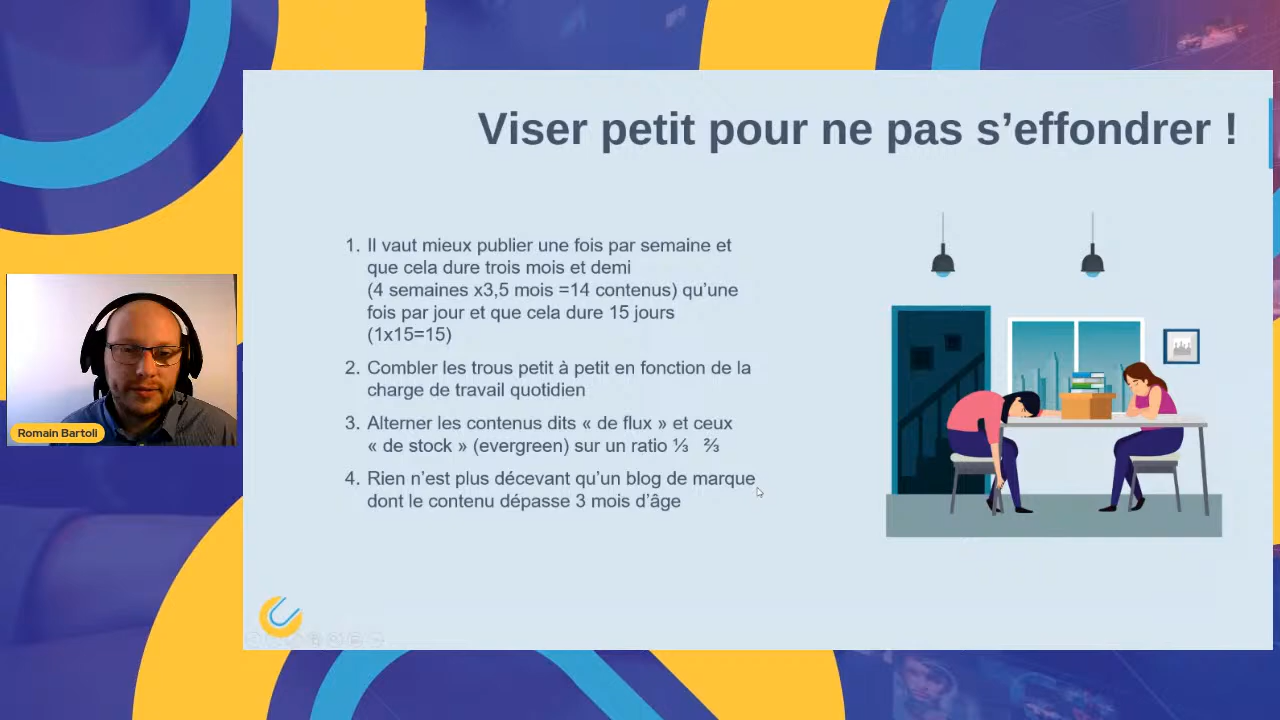 Viser petit pour ne pas s’effondrer !
1. Il vaut mieux publier une fois par semaine et
que cela dure trois mois et demi
(4 semaines x3,5 mois =14 contenus) qu’une
fois par jour et que cela dure 15 jours
(1x15=15)
2. Combler les trous petit à petit en fonction de la
charge de travail quotidien
3. Alterner les contenus dits « de flux » et ceux
« de stock » (evergreen) sur un ratio ⅓ ⅔
4. Rien n’est plus décevant qu’un blog de marque
dont le contenu dépasse 3 mois d’âge
Romain Bartoli